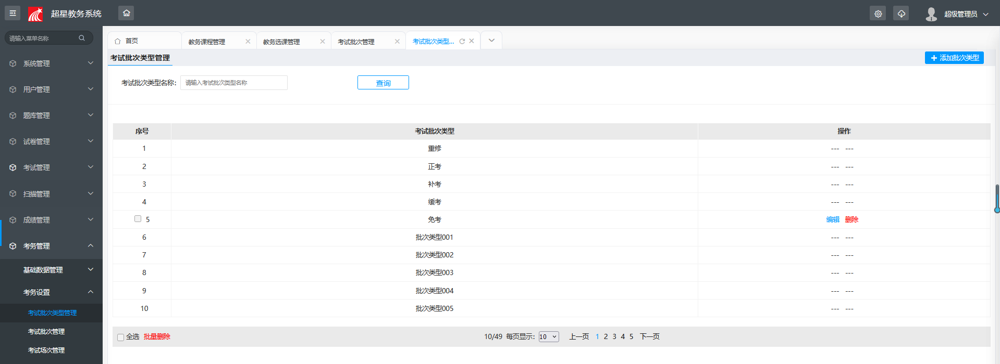 超星教务系统
超级管理员
请输入菜单名称
系统管理
用户管理
题库管理
试卷管理
考试管理
扫描管理
成绩管理
考务管理
基础数据管理
考务设置
考试批次类型管理
考试批次管理
考试场次管理
首页
教务课程管理
教务选课管理
考试批次管理
考试批次类型...
考试批次类型管理
添加批次类型
考试批次类型名称: 请输入考试批次类型名称 查询
序号 考试批次类型 操作
1 重修 --- ---
2 正考 --- ---
3 补考 --- ---
4 缓考 --- ---
5 免考 编辑 删除
6 批次类型001 --- ---
7 批次类型002 --- ---
8 批次类型003 --- ---
9 批次类型004 --- ---
10 批次类型005 --- ---
全选 批量删除 10/49 每页显示: 10 上一页 1 2 3 4 5 下一页